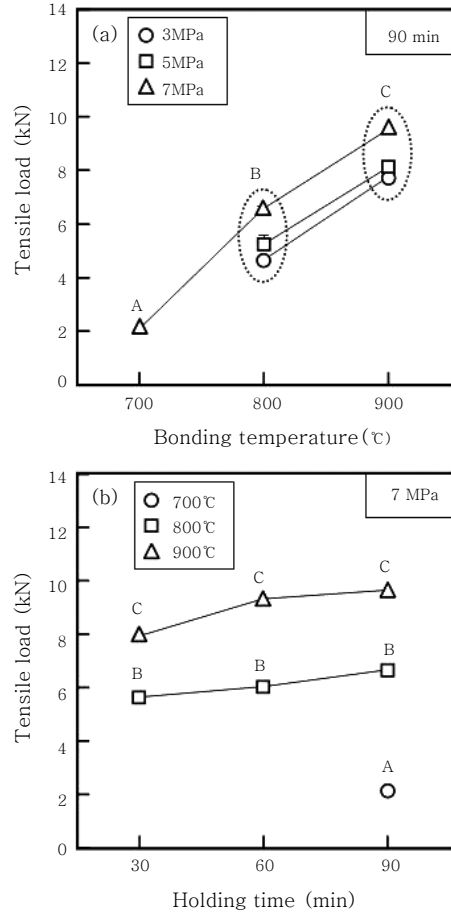 (a)
3MPa
5MPa
7MPa
90 min
14
12
10
8
6
4
2
0
Tensile load (kN)
A
B
C
700
800
900
Bonding temperature(℃)
(b)
700℃
800℃
900℃
7 MPa
14
12
10
8
6
4
2
0
Tensile load (kN)
C
C
C
B
B
B
A
30
60
90
Holding time (min)